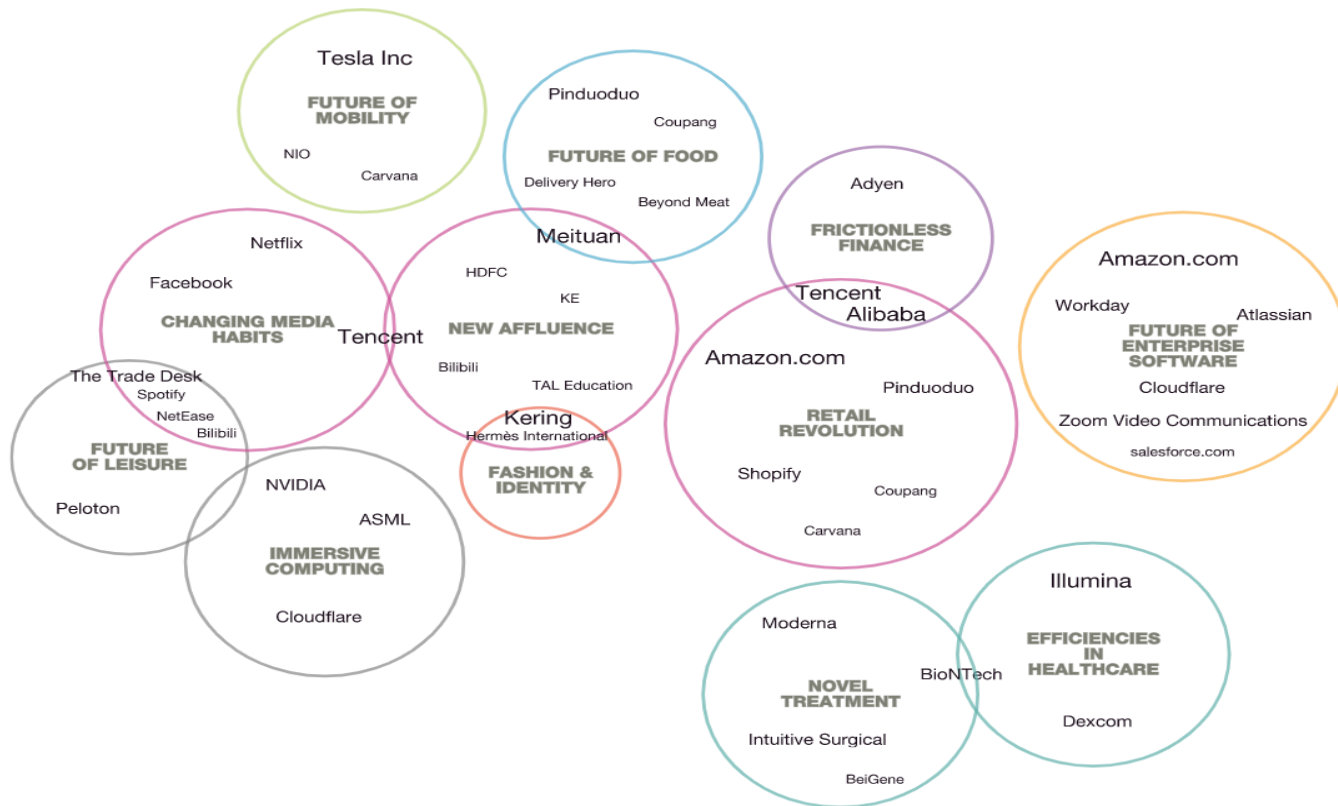 Tesla Inc
FUTURE OF
MOBILITY
NIO
Carvana
Pinduoduo
Coupang
FUTURE OF FOOD
Delivery Hero
Beyond Meat
Meituan
Adyen
FRICTIONLESS
FINANCE
Tencent
Alibaba
Netflix
Facebook
CHANGING MEDIA
HABITS
Tencent
The Trade Desk
Spotify
NetEase
Bilibili
HDFC
KE
NEW AFFLUENCE
Bilibili
TAL Education
Kering
Hermès International
FASHION &
IDENTITY
Amazon.com
Pinduoduo
RETAIL
REVOLUTION
Shopify
Coupang
Carvana
Amazon.com
Workday
Atlassian
FUTURE OF
ENTERPRISE
SOFTWARE
Cloudflare
Zoom Video Communications
salesforce.com
FUTURE
OF LEISURE
Peloton
NVIDIA
ASML
IMMERSIVE
COMPUTING
Cloudflare
Moderna
BioNTech
NOVEL
TREATMENT
Intuitive Surgical
BeiGene
Illumina
EFFICIENCIES
IN
HEALTHCARE
Dexcom